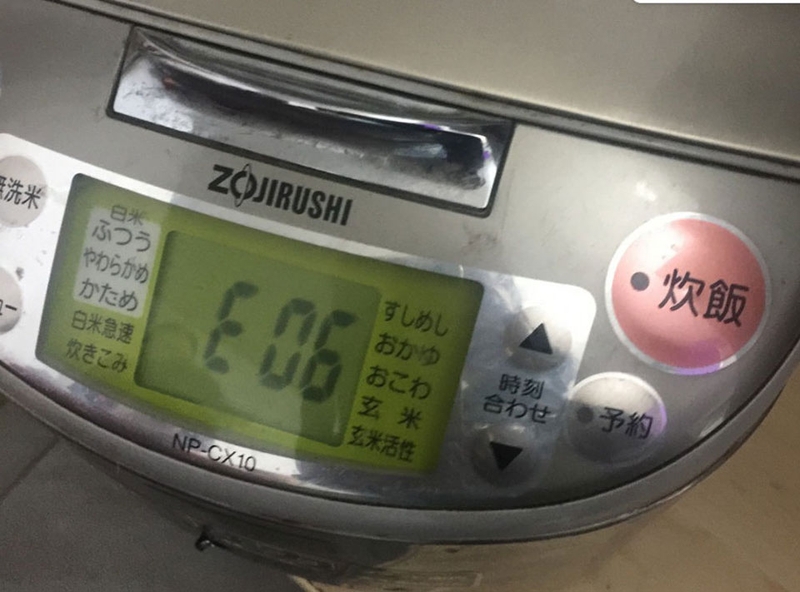 ZOJIRUSHI
洗米
白米
ふつう
やわらかめ
かため
白米急速
炊きこみ
E06
すしめし
おかゆ
おこわ
玄米
玄米活性
時刻
合わせ
炊飯
予約
NP-CX10